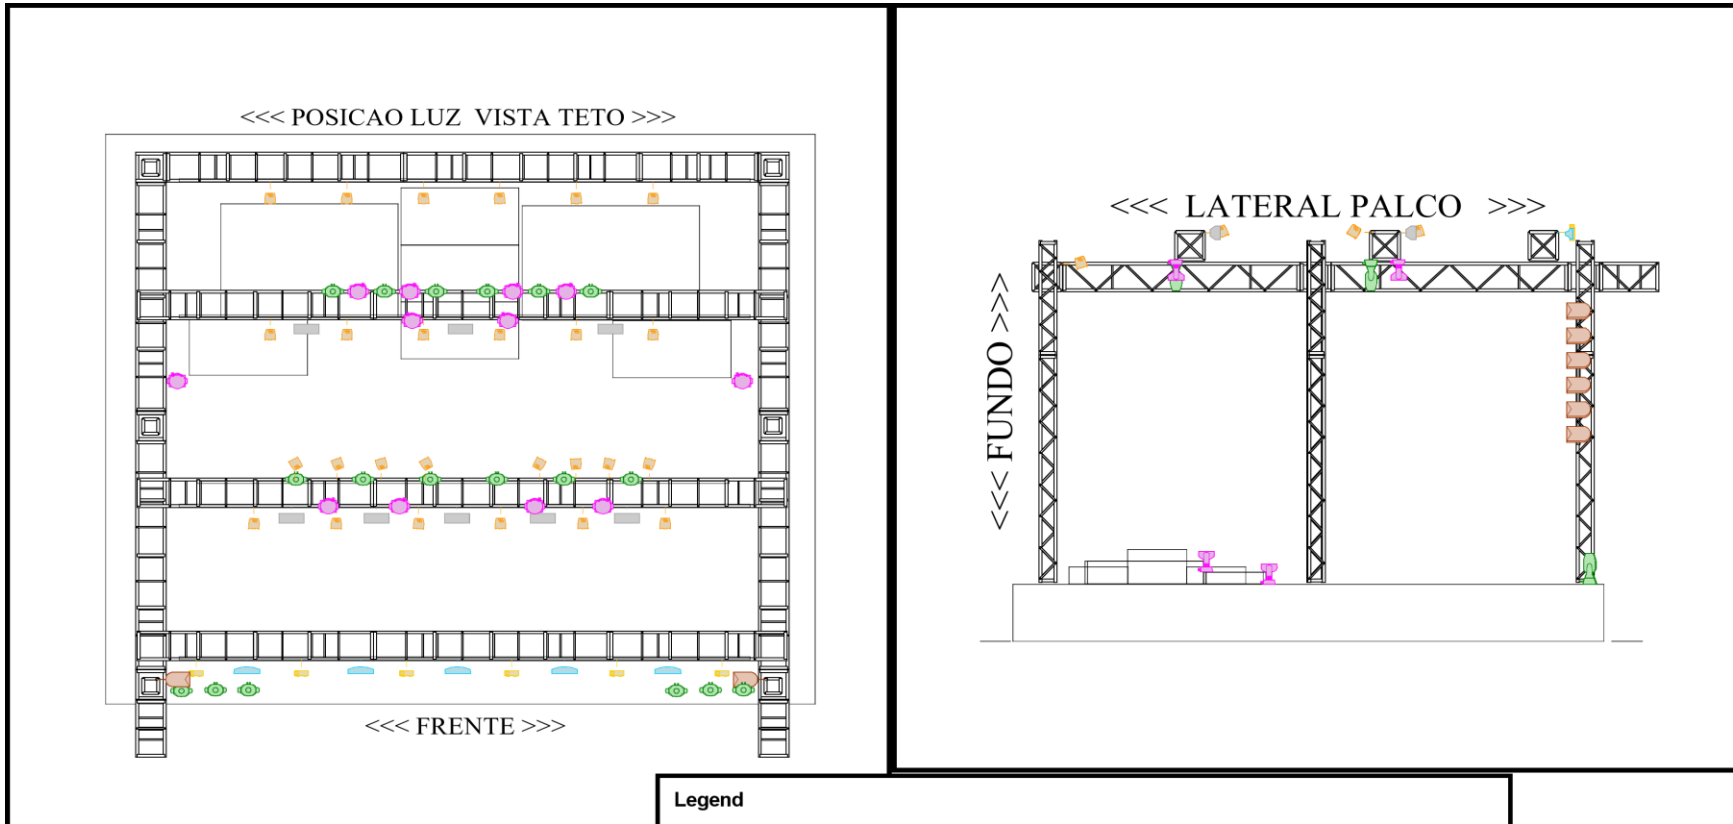 <<< POSICAO LUZ  VISTA TETO >>>
<<< FRENTE >>>
<<<  LATERAL PALCO   >>>
<<< FUNDO >>>
Legend